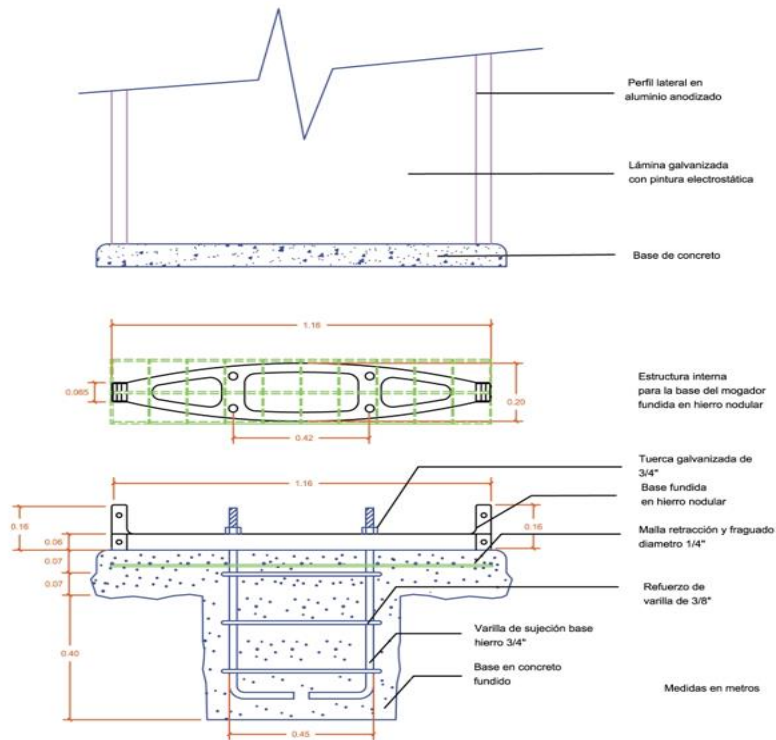 Perfil lateral en
aluminio anodizado
Lámina galvanizada
con pintura electrostática
Base de concreto
1.16
0.065
0.20
0.42
Estructura interna
para la base del mogador
fundida en hierro nodular
Tuerca galvanizada de
3/4"
1.16
Base fundida
en hierro nodular
0.16
0.16
0.06
Malla retracción y fraguado
diametro 1/4"
0.07
0.07
Refuerzo de
varilla de 3/8"
Varilla de sujeción base
hierro 3/4"
0.40
Base en concreto
fundido
Medidas en metros
0.45